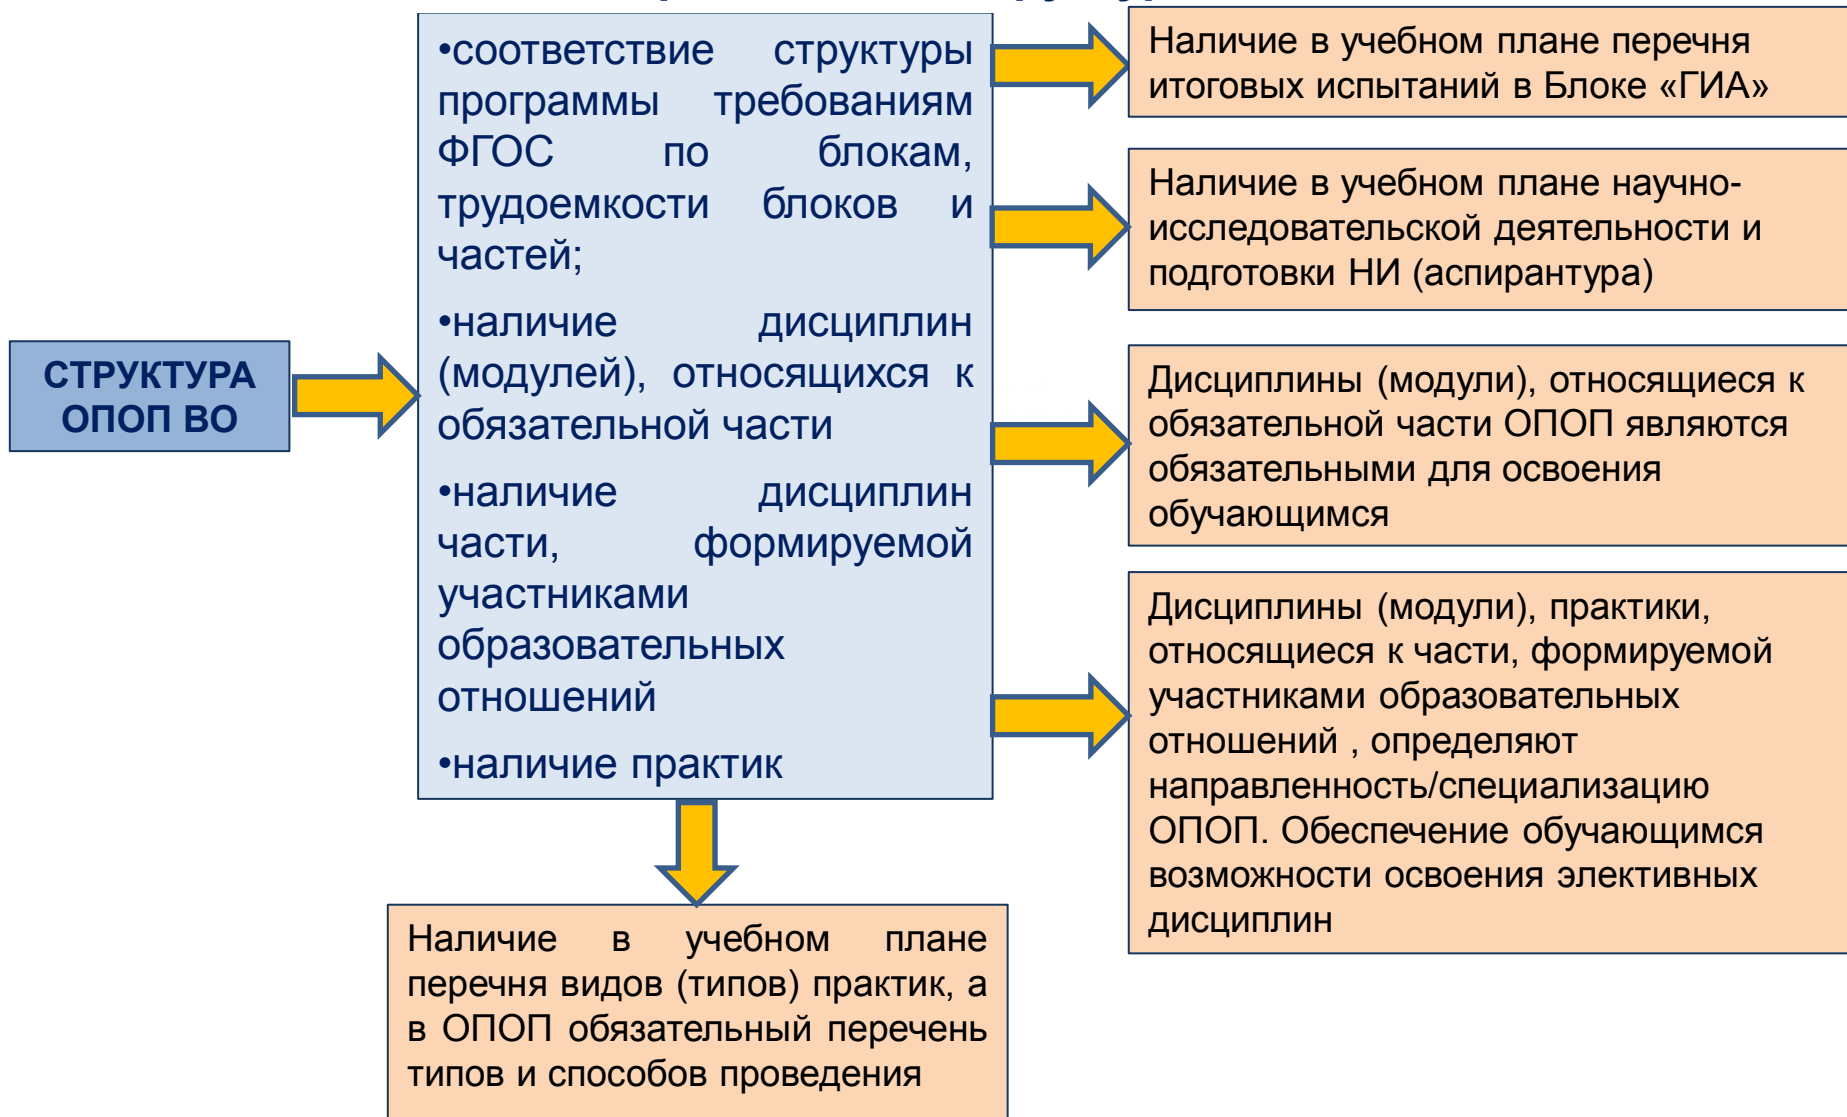 СТРУКТУРА
ОПОП ВО
•соответствие структуры
программы требованиям
ФГОС по блокам,
трудоемкости блоков и
частей;
•наличие дисциплин
(модулей), относящихся к
обязательной части
•наличие дисциплин
части, формируемой
участниками
образовательных
отношений
•наличие практик
Наличие в учебном плане перечня
итоговых испытаний в Блоке «ГИА»
Наличие в учебном плане научно-
исследовательской деятельности и
подготовки НИ (аспирантура)
Дисциплины (модули), относящиеся к
обязательной части ОПОП являются
обязательными для освоения
обучающимся
Дисциплины (модули), практики,
относящиеся к части, формируемой
участниками образовательных
отношений , определяют
направленность/специализацию
ОПОП. Обеспечение обучающимся
возможности освоения элективных
дисциплин
Наличие в учебном плане
перечня видов (типов) практик, а
в ОПОП обязательный перечень
типов и способов проведения